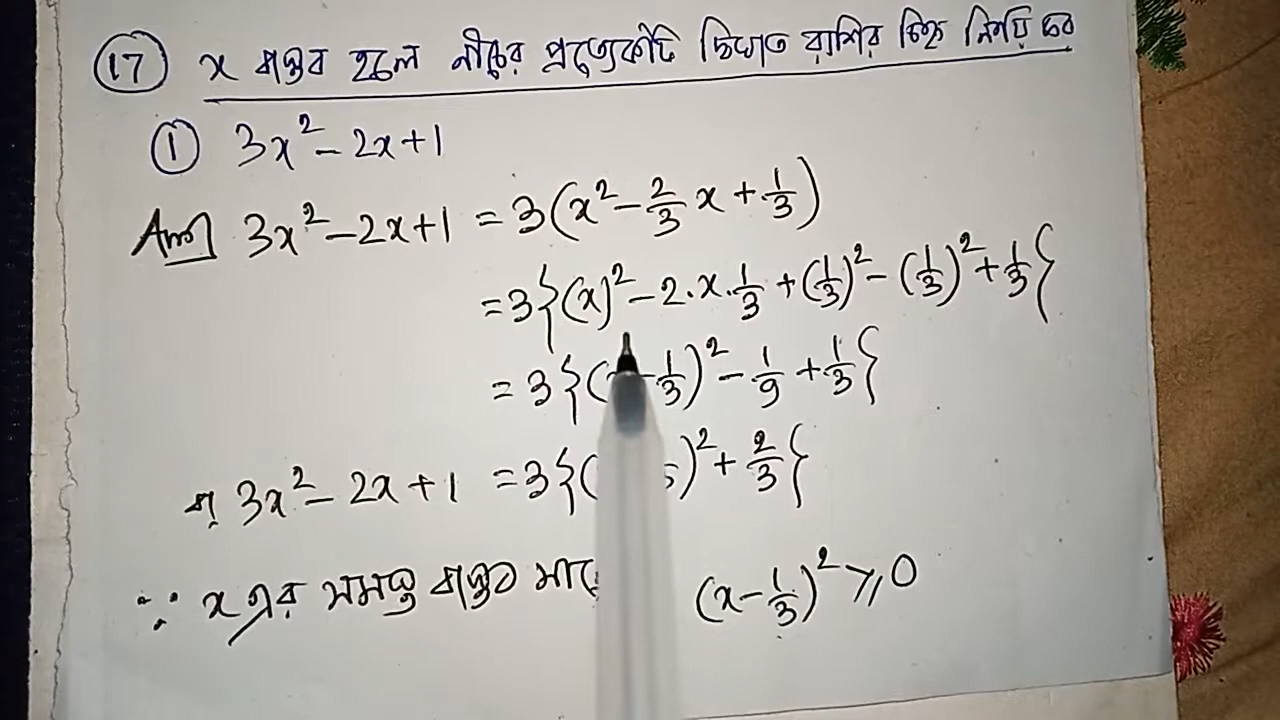 17 x বাস্তব হলে নীচের প্রত্যেকটি দ্বিঘাত রাশির চিহ্ন নির্ণয় কর
1 3x² - 2x + 1
Ans 3x² - 2x + 1 = 3(x² - 2/3 x + 1/3)
= 3{(x)² - 2.x.1/3 + (1/3)² - (1/3)² + 1/3}
= 3{( - 1/3)² - 1/9 + 1/3}
বা 3x² - 2x + 1 = 3{( )² + 2/3}
∵ x এর সমস্ত বাস্তব (x - 1/3)² ≥ 0